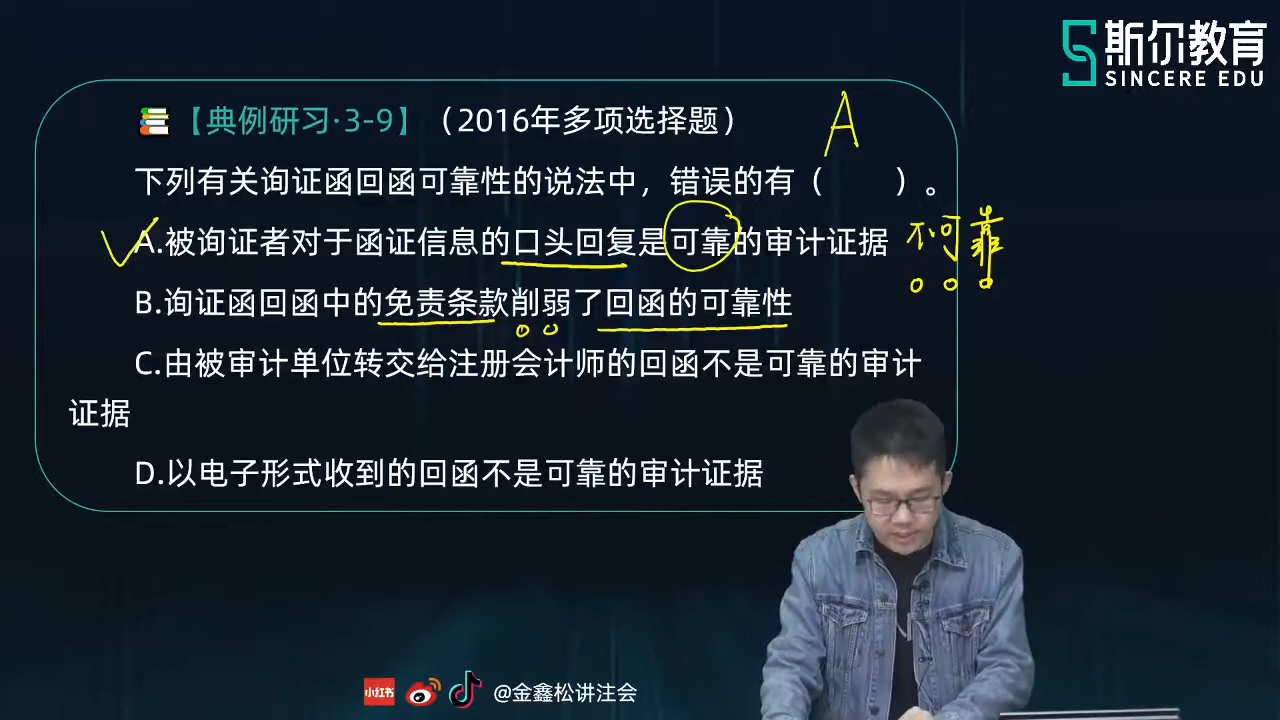 斯尔教育
SINCERE EDU
【典例研习·3-9】（2016年多项选择题） A
下列有关询证函回函可靠性的说法中，错误的有（ ）。
A.被询证者对于函证信息的口头回复是可靠的审计证据 不可靠
B.询证函回函中的免责条款削弱了回函的可靠性
C.由被审计单位转交给注册会计师的回函不是可靠的审计
证据
D.以电子形式收到的回函不是可靠的审计证据
小红书 @金鑫松讲注会